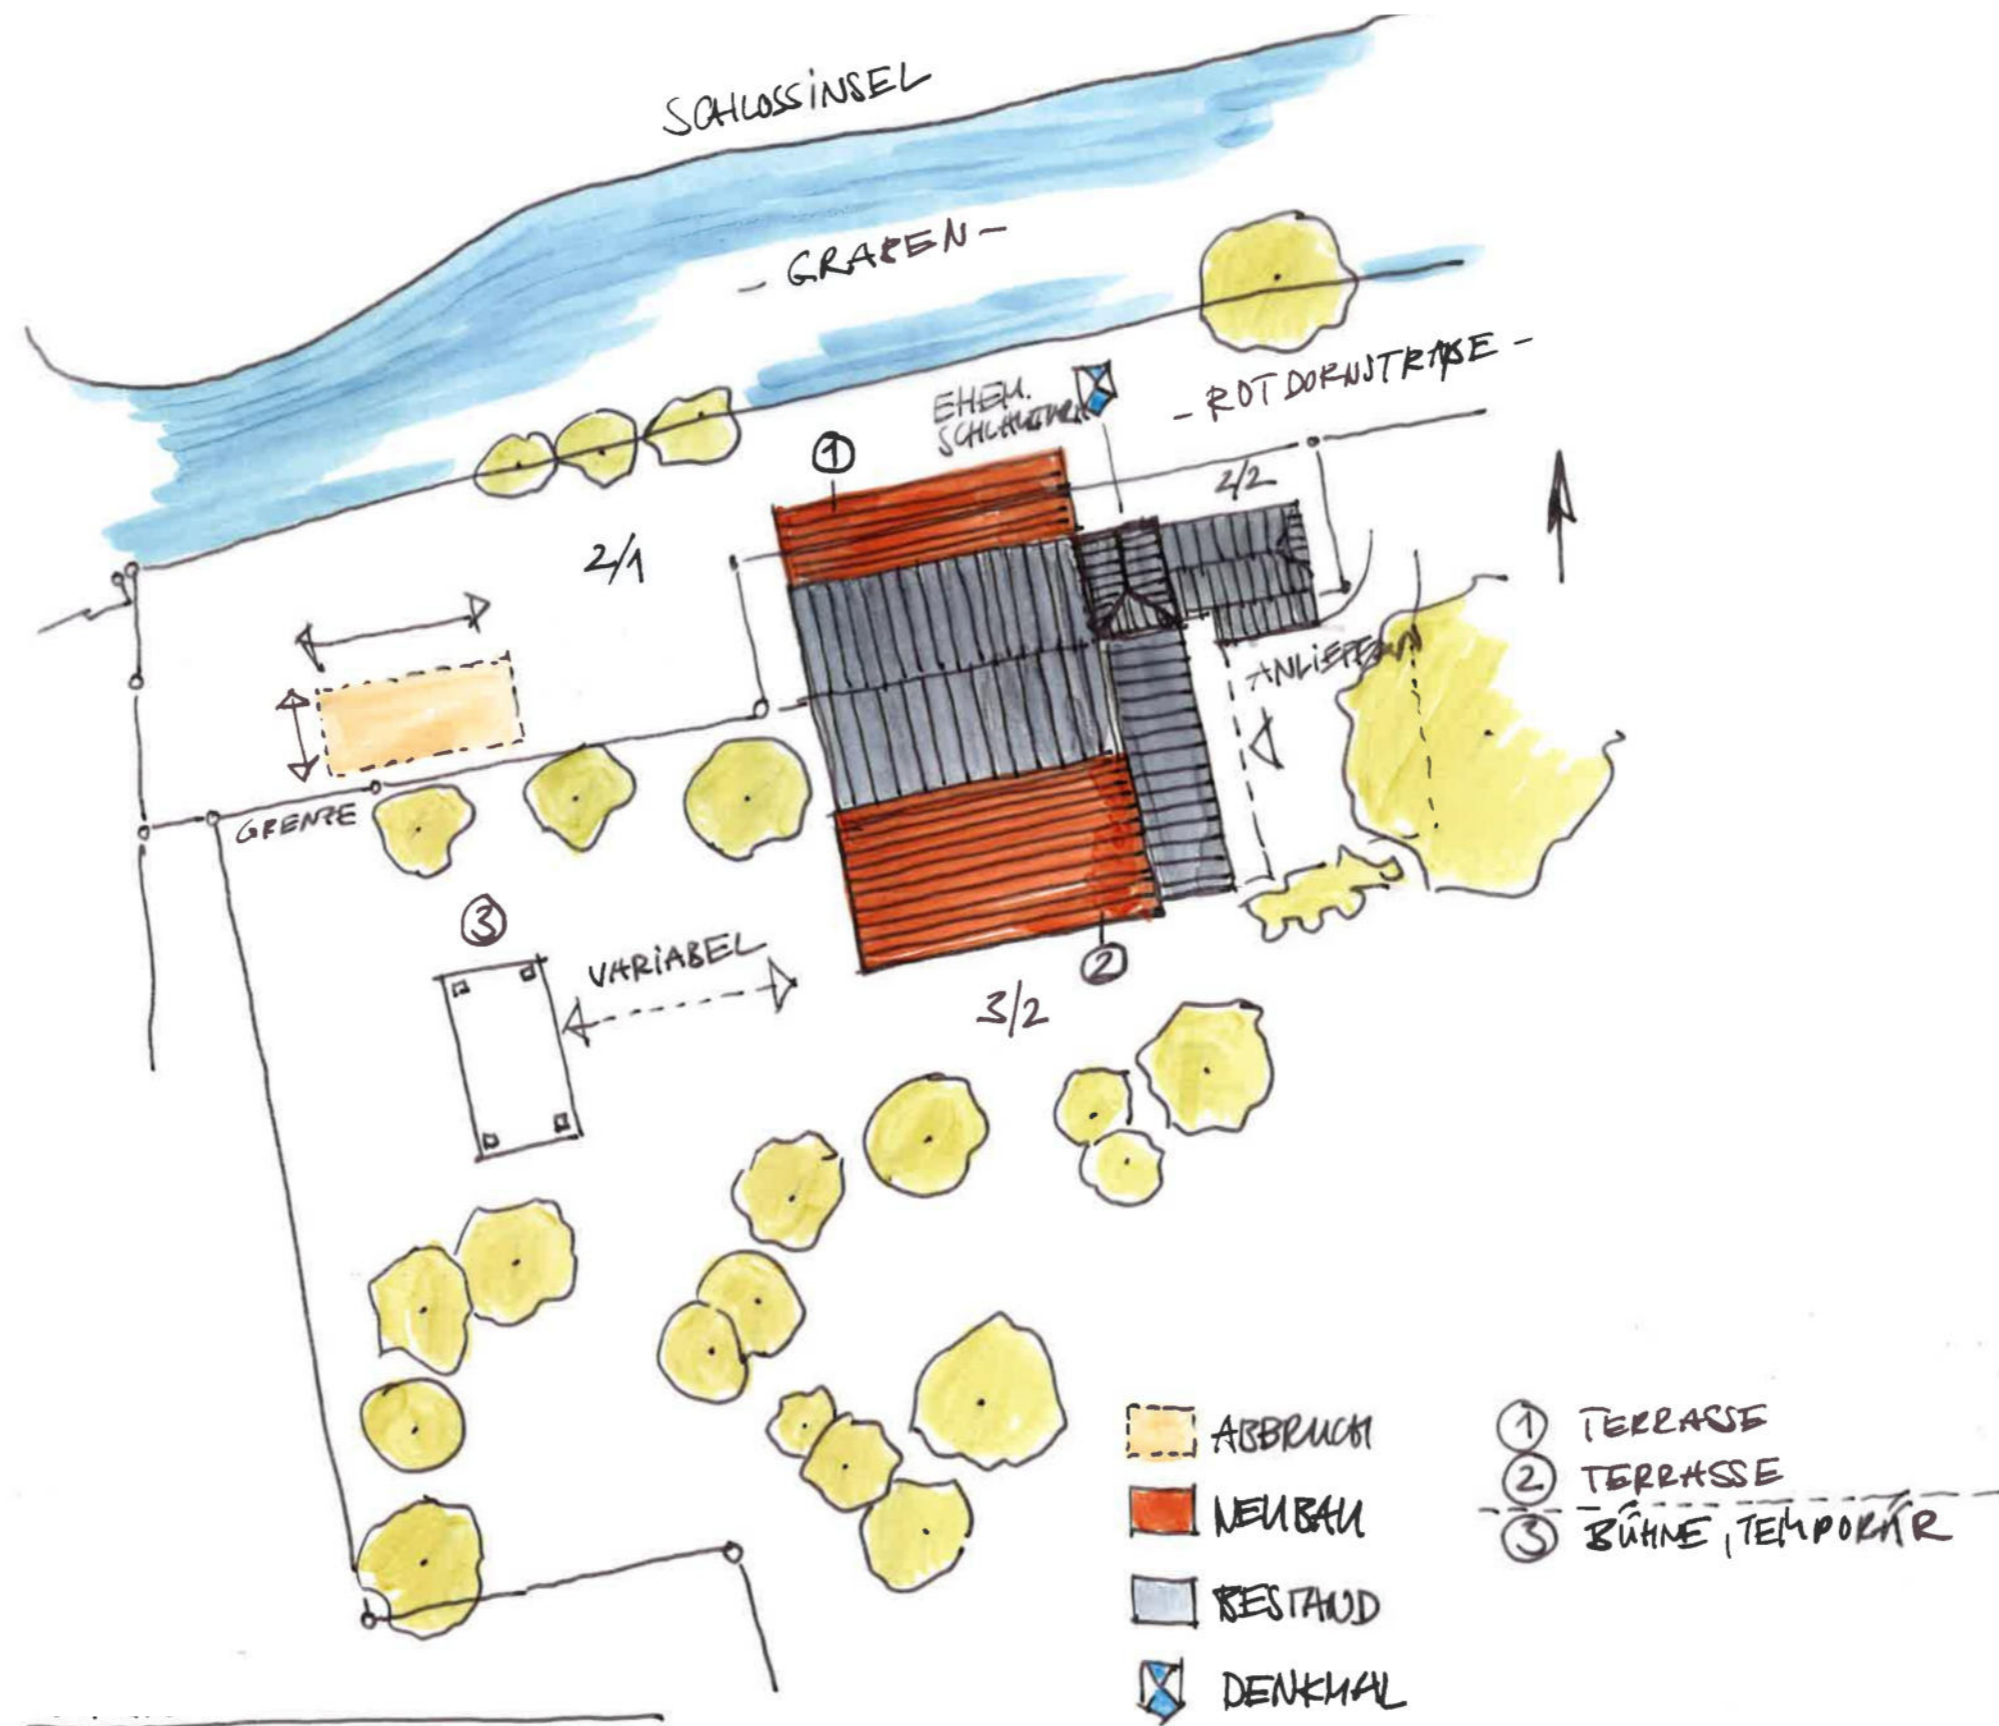 SCHLOSSINSEL
- GRABEN -
- ROTDORNSTRAßE -
EHEM.
①
2/2
2/1
ANLIEFERN
GRENZE
③
VARIABEL
②
3/2
ABBRUCH
NEUBAU
BESTAND
DENKMAL
① TERRASSE
② TERRASSE
③ BÜHNE, TEMPORÄR